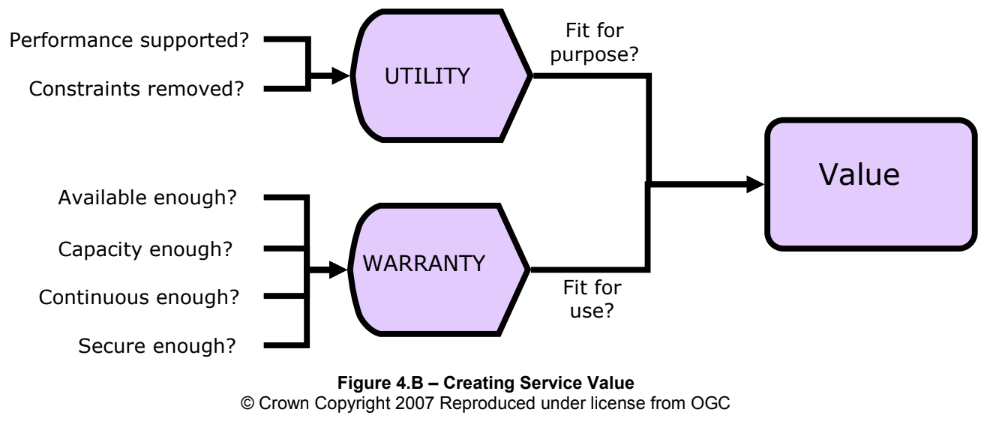 Performance supported?
Constraints removed?
UTILITY
Fit for
purpose?
Available enough?
Capacity enough?
Continuous enough?
Secure enough?
WARRANTY
Fit for
use?
Value
Figure 4.B – Creating Service Value
© Crown Copyright 2007 Reproduced under license from OGC